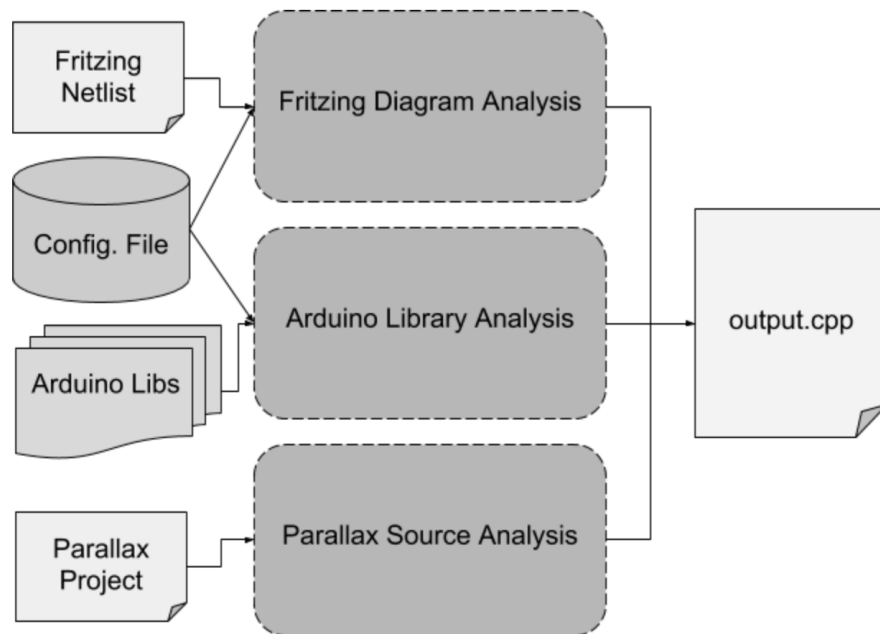 Fritzing
Netlist
Fritzing Diagram Analysis
Config. File
Arduino Library Analysis
output.cpp
Arduino Libs
Parallax Source Analysis
Parallax
Project